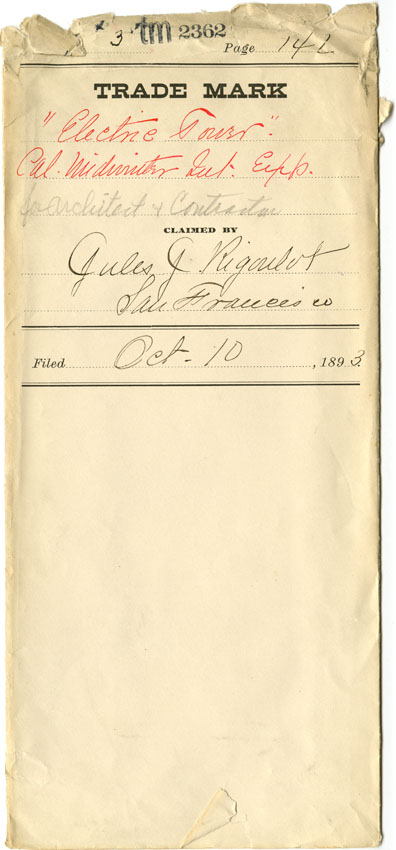 3 tm 2362
Page 142
TRADE MARK
"Electric Tower".
Cal. Midwinter Int. Exp.
for Architect & Contractor
CLAIMED BY
Jules J Rigoulot
San Francisco
Filed Oct. 10, 1893